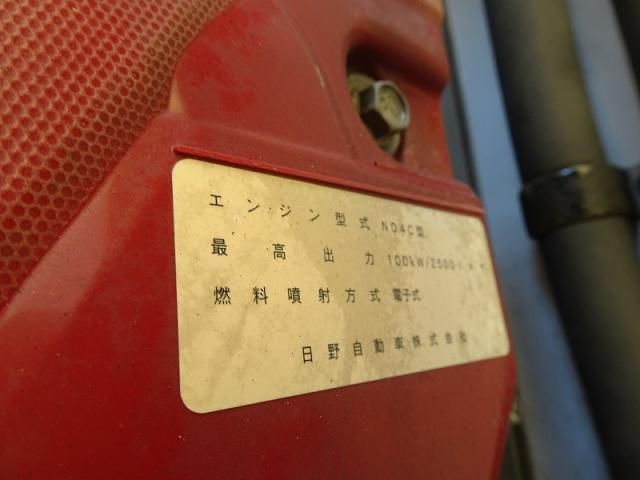 エンジン型式 N04C型
最高出力 100kW/2500
燃料噴射方式 電子式
日野自動車株式会社